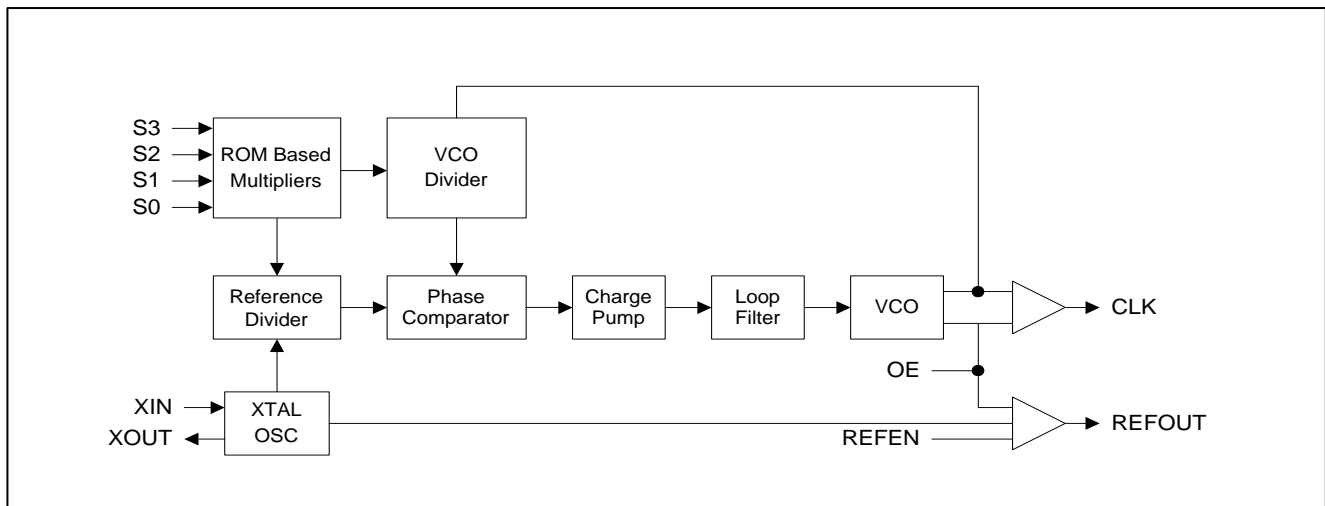 S3
S2
S1
S0
ROM Based
Multipliers
VCO
Divider
Reference
Divider
Phase
Comparator
Charge
Pump
Loop
Filter
VCO
CLK
OE
XIN
XOUT
XTAL
OSC
REFEN
REFOUT